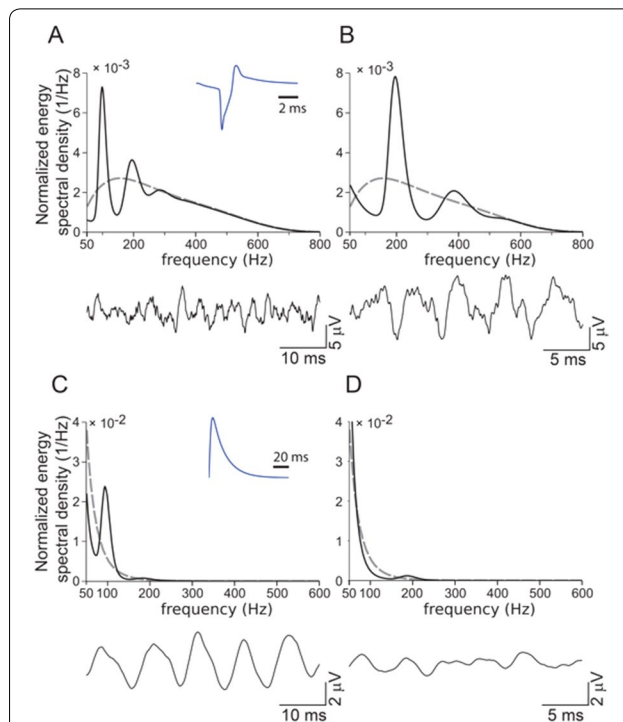 A
B
Normalized energy
spectral density (1/Hz)
× 10⁻³
8
6
4
2
0
50 200 400 600 800
frequency (Hz)
2 ms
× 10⁻³
8
6
4
2
0
50 200 400 600 800
frequency (Hz)
10 ms
5 μV
5 ms
5 μV
C
D
Normalized energy
spectral density (1/Hz)
× 10⁻²
4
3
2
1
0
50 100 200 300 400 500 600
frequency (Hz)
20 ms
× 10⁻²
4
3
2
1
0
50 100 200 300 400 500 600
frequency (Hz)
10 ms
2 μV
5 ms
2 μV